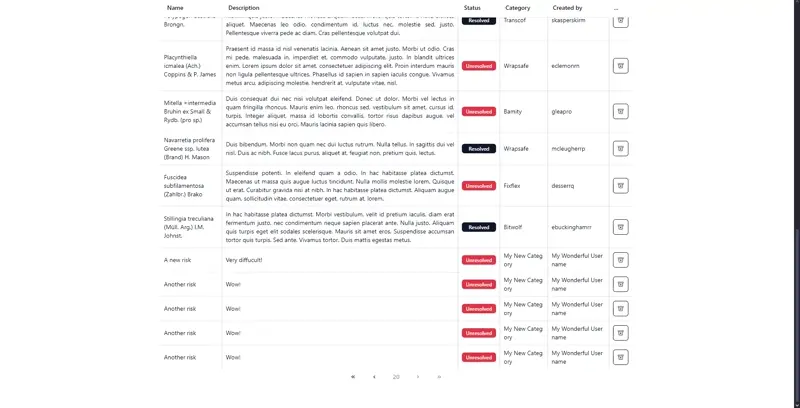 Name Description Status Category Created by ...
Brongn.
aliquet. Maecenas leo odio, condimentum id, luctus nec, molestie sed, justo.
Pellentesque viverra pede ac diam. Cras pellentesque volutpat dui.
Resolved
Transcof
skasperskirm
Placynthiella
icmalea (Ach.)
Coppins & P. James
Praesent id massa id nisl venenatis lacinia. Aenean sit amet justo. Morbi ut odio. Cras
mi pede, malesuada in, imperdiet et, commodo vulputate, justo. In blandit ultrices
enim. Lorem ipsum dolor sit amet, consectetuer adipiscing elit. Proin interdum mauris
non ligula pellentesque ultrices. Phasellus id sapien in sapien iaculis congue. Vivamus
metus arcu, adipiscing molestie, hendrerit at, vulputate vitae, nisl.
Unresolved
Wrapsafe
eclemonrn
Mitella ×intermedia
Bruhin ex Small &
Rydb. (pro sp.)
Duis consequat dui nec nisi volutpat eleifend. Donec ut dolor. Morbi vel lectus in
quam fringilla rhoncus. Mauris enim leo, rhoncus sed, vestibulum sit amet, cursus id,
turpis. Integer aliquet, massa id lobortis convallis, tortor risus dapibus augue, vel
accumsan tellus nisi eu orci. Mauris lacinia sapien quis libero.
Unresolved
Bamity
gleapro
Navarretia prolifera
Greene ssp. lutea
(Brand) H. Mason
Duis bibendum. Morbi non quam nec dui luctus rutrum. Nulla tellus. In sagittis dui vel
nisl. Duis ac nibh. Fusce lacus purus, aliquet at, feugiat non, pretium quis, lectus.
Resolved
Wrapsafe
mcleugherrp
Fuscidea
subfilamentosa
(Zahlbr.) Brako
Suspendisse potenti. In eleifend quam a odio. In hac habitasse platea dictumst.
Maecenas ut massa quis augue luctus tincidunt. Nulla mollis molestie lorem. Quisque
ut erat. Curabitur gravida nisi at nibh. In hac habitasse platea dictumst. Aliquam augue
quam, sollicitudin vitae, consectetuer eget, rutrum at, lorem.
Unresolved
Fixflex
desserrq
Stillingia treculiana
(Müll. Arg.) I.M.
Johnst.
In hac habitasse platea dictumst. Morbi vestibulum, velit id pretium iaculis, diam erat
fermentum justo, nec condimentum neque sapien placerat ante. Nulla justo. Aliquam
quis turpis eget elit sodales scelerisque. Mauris sit amet eros. Suspendisse accumsan
tortor quis turpis. Sed ante. Vivamus tortor. Duis mattis egestas metus.
Resolved
Bitwolf
ebuckinghamrr
A new risk
Very diffucult!
Unresolved
My New Categ
ory
My Wonderful User
name
Another risk
Wow!
Unresolved
My New Categ
ory
My Wonderful User
name
Another risk
Wow!
Unresolved
My New Categ
ory
My Wonderful User
name
Another risk
Wow!
Unresolved
My New Categ
ory
My Wonderful User
name
Another risk
Wow!
Unresolved
My New Categ
ory
My Wonderful User
name
« ‹ 20 › »